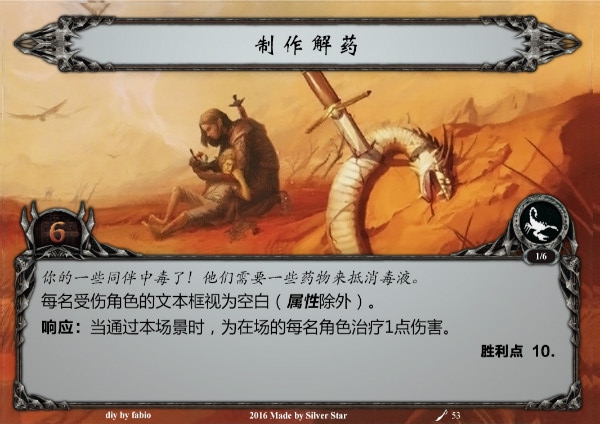 制作解药
6
1/6
你的一些同伴中毒了！他们需要一些药物来抵消毒液。
每名受伤角色的文本框视为空白（属性除外）。
响应：当通过本场景时，为在场的每名角色治疗1点伤害。
胜利点 10.
diy by fabio 2016 Made by Silver Star 53